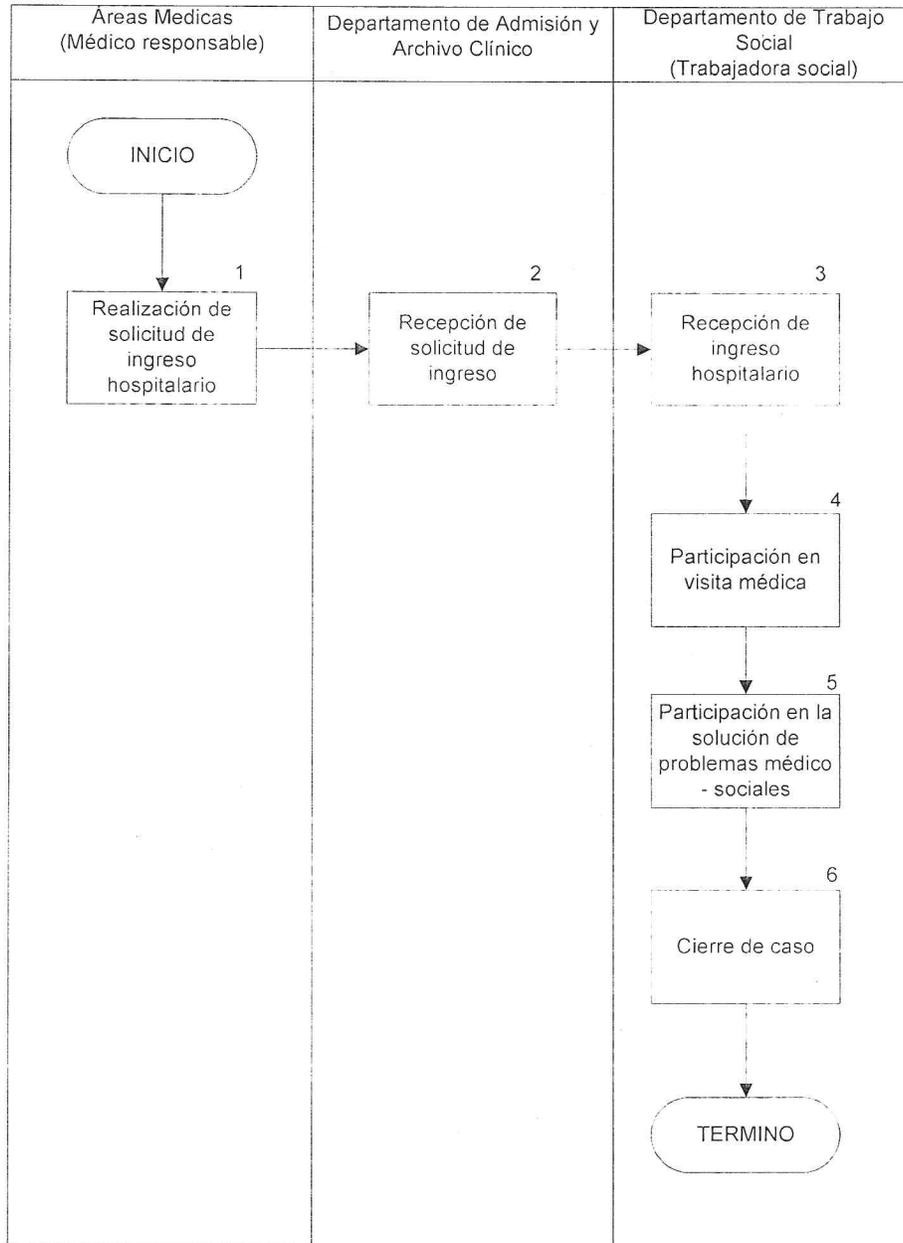 Áreas Medicas
(Médico responsable)
Departamento de Admisión y
Archivo Clínico
Departamento de Trabajo
Social
(Trabajadora social)
INICIO
1
Realización de
solicitud de
ingreso
hospitalario
2
Recepción de
solicitud de
ingreso
3
Recepción de
ingreso
hospitalario
4
Participación en
visita médica
5
Participación en la
solución de
problemas médico
- sociales
6
Cierre de caso
TERMINO